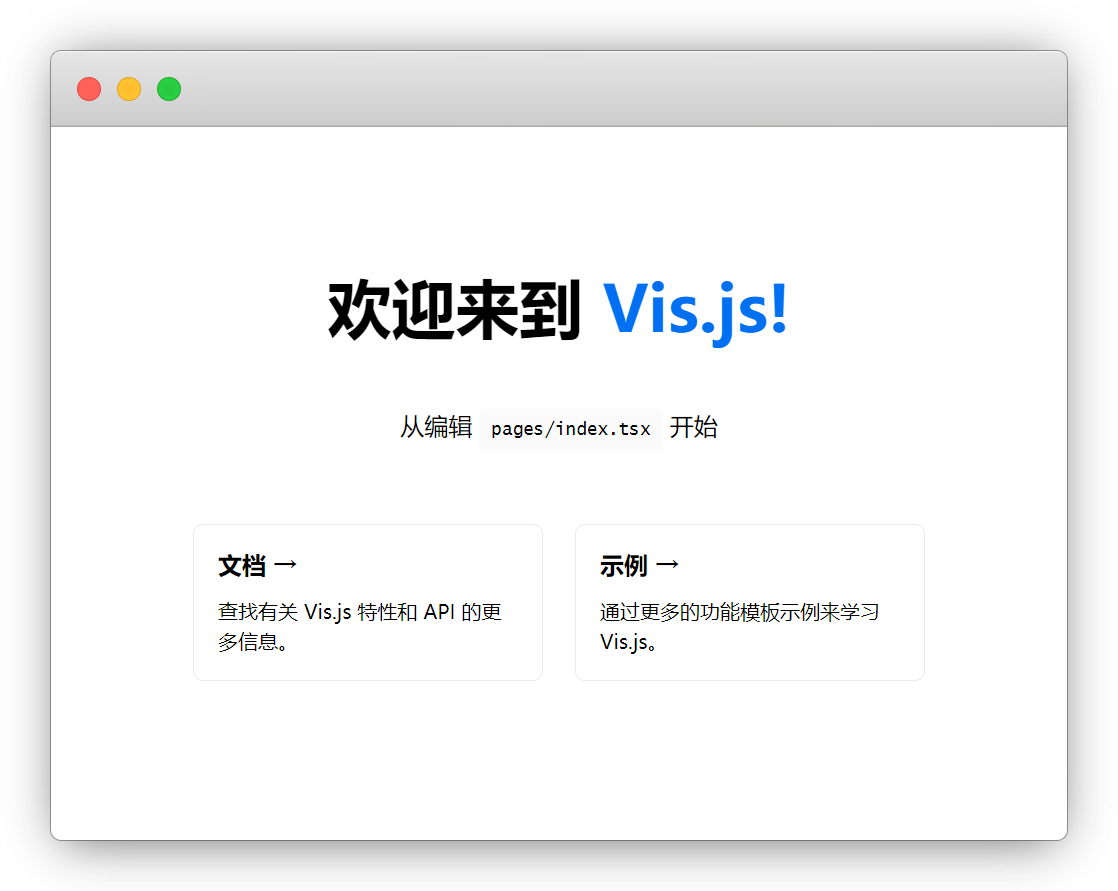 欢迎来到 Vis.js!
从编辑 pages/index.tsx 开始
文档 →
查找有关 Vis.js 特性和 API 的更
多信息。
示例 →
通过更多的功能模板示例来学习
Vis.js。